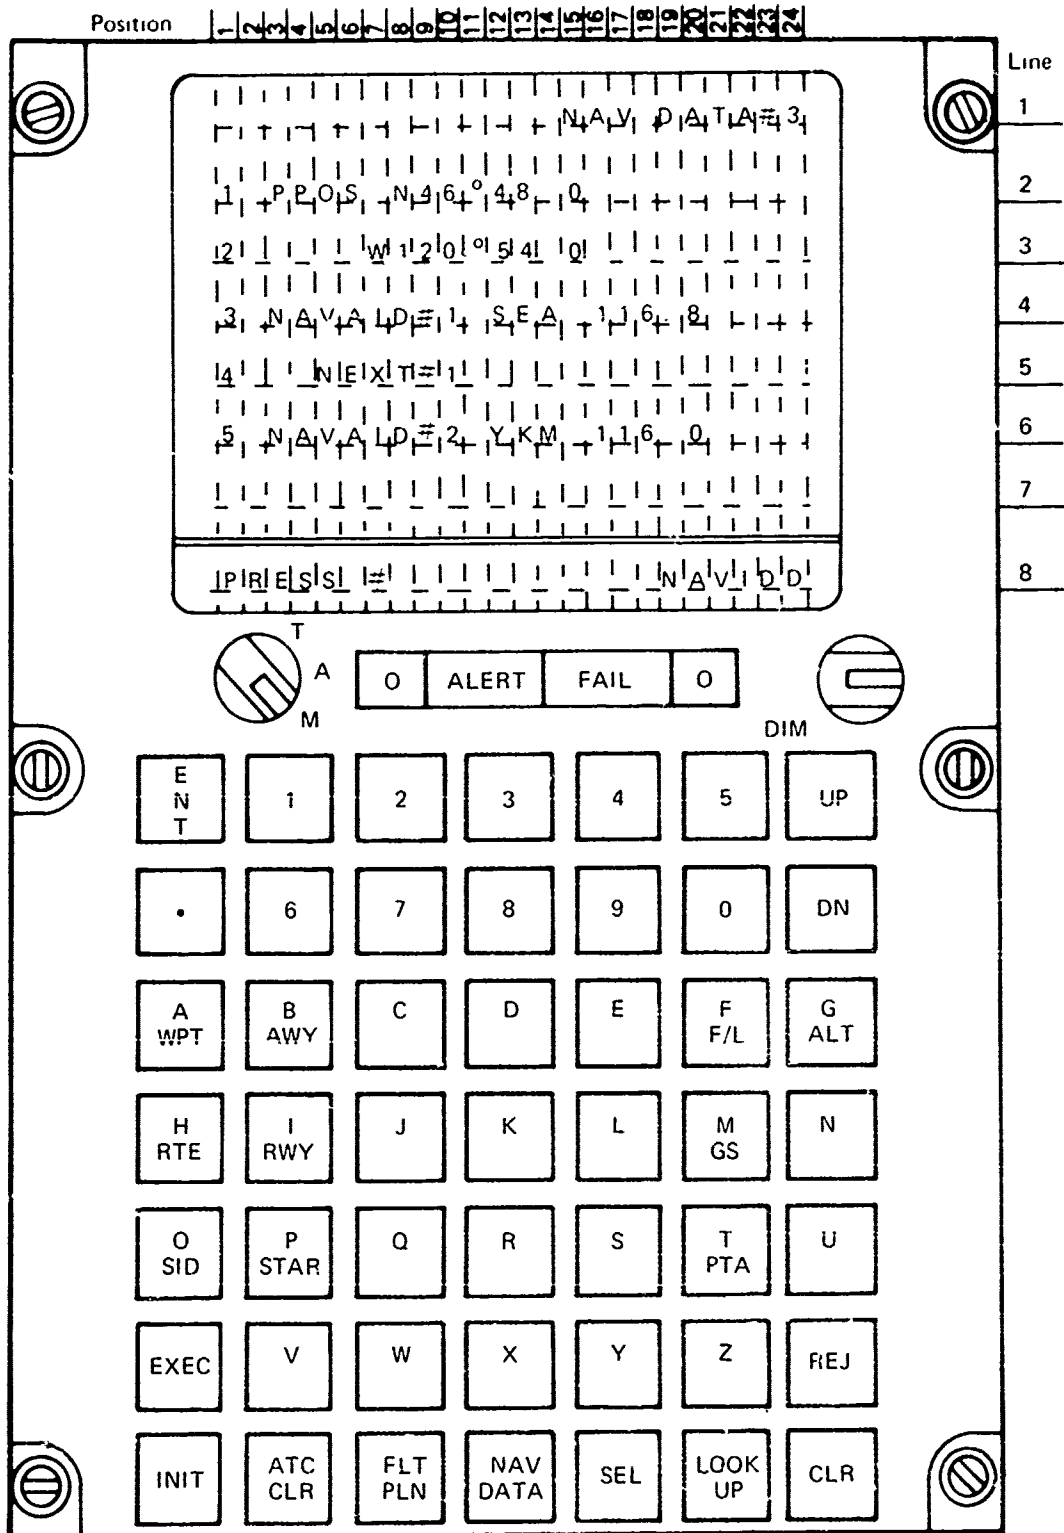 Position 1 2 3 4 5 6 7 8 9 10 11 12 13 14 15 16 17 18 19 20 21 22 23 24
Line
NAV DATA#3 1
1 PPOS N46°48 0 2
2 W120°54 0 3
3 NAVAID#1 SEA 116 8 4
4 NEXT#1 5
5 NAVAID#2 YKM 116 0 6
7
PRESS # NAVIDD 8
T
A
M
O ALERT FAIL O
DIM
ENT 1 2 3 4 5 UP
• 6 7 8 9 0 DN
A B C D E F G
WPT AWY F/L ALT
H I J K L M N
RTE RWY GS
O P Q R S T U
SID STAR PTA
EXEC V W X Y Z REJ
INIT ATC FLT NAV SEL LOOK CLR
CLR PLN DATA UP